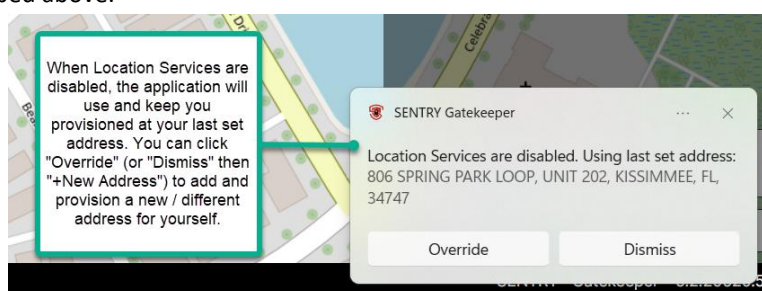 above.
When Location Services are
disabled, the application will
use and keep you
provisioned at your last set
address. You can click
"Override" (or "Dismiss" then
"+New Address") to add and
provision a new / different
address for yourself.
SENTRY Gatekeeper
Location Services are disabled. Using last set address:
806 SPRING PARK LOOP, UNIT 202, KISSIMMEE, FL,
34747
Override
Dismiss
SENTRY Gatekeeper